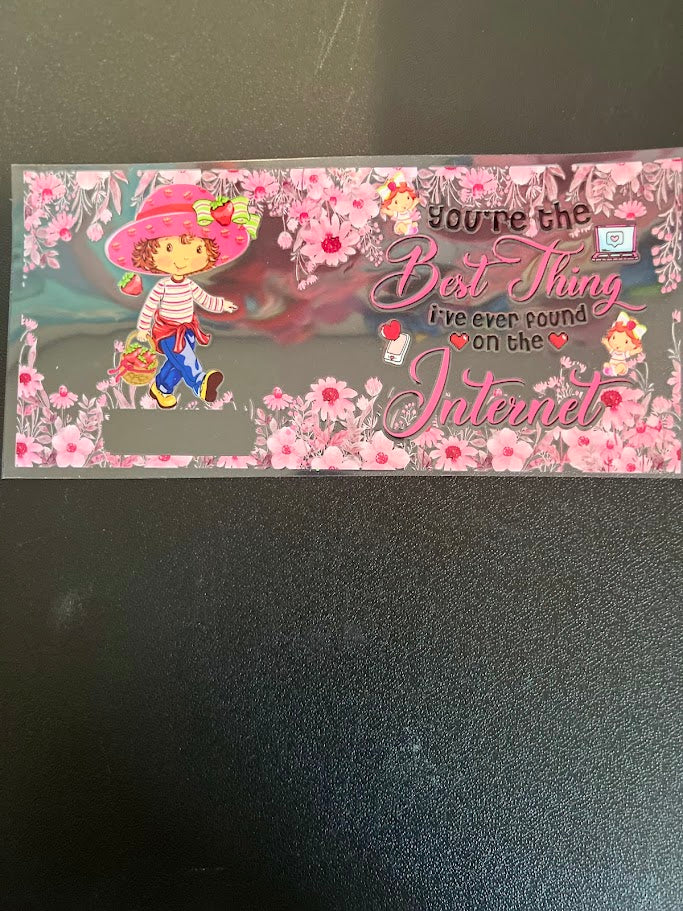 you're the
Best Thing
i've ever found
on the
Internet